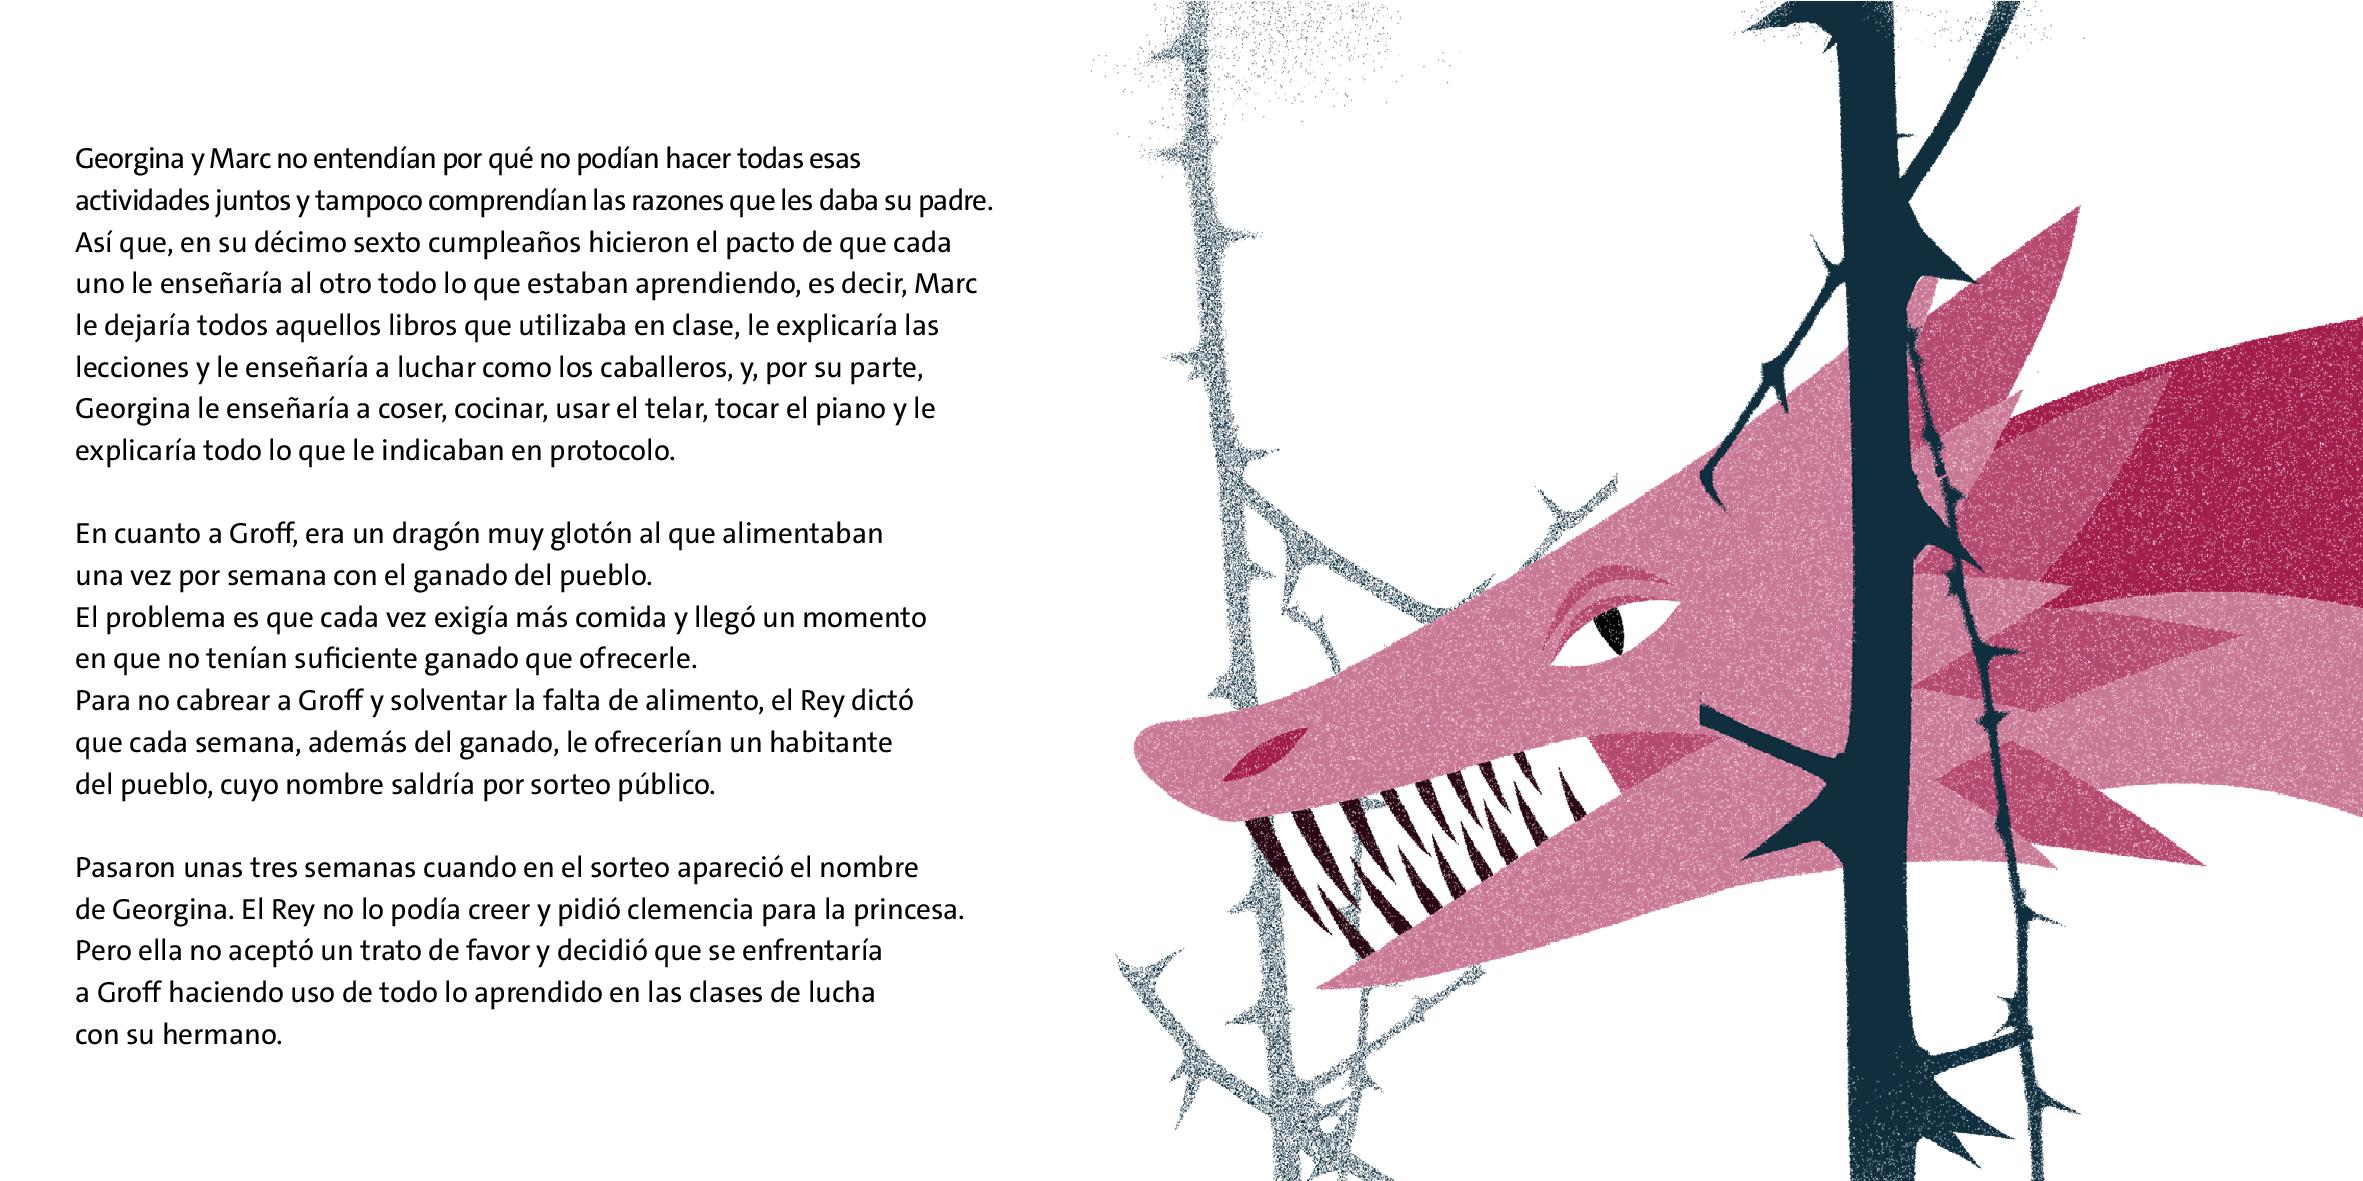 Georgina y Marc no entendían por qué no podían hacer todas esas
actividades juntos y tampoco comprendían las razones que les daba su padre.
Así que, en su décimo sexto cumpleaños hicieron el pacto de que cada
uno le enseñaría al otro todo lo que estaban aprendiendo, es decir, Marc
le dejaría todos aquellos libros que utilizaba en clase, le explicaría las
lecciones y le enseñaría a luchar como los caballeros, y, por su parte,
Georgina le enseñaría a coser, cocinar, usar el telar, tocar el piano y le
explicaría todo lo que le indicaban en protocolo.
En cuanto a Groff, era un dragón muy glotón al que alimentaban
una vez por semana con el ganado del pueblo.
El problema es que cada vez exigía más comida y llegó un momento
en que no tenían suficiente ganado que ofrecerle.
Para no cabrear a Groff y solventar la falta de alimento, el Rey dictó
que cada semana, además del ganado, le ofrecerían un habitante
del pueblo, cuyo nombre saldría por sorteo público.
Pasaron unas tres semanas cuando en el sorteo apareció el nombre
de Georgina. El Rey no lo podía creer y pidió clemencia para la princesa.
Pero ella no aceptó un trato de favor y decidió que se enfrentaría
a Groff haciendo uso de todo lo aprendido en las clases de lucha
con su hermano.